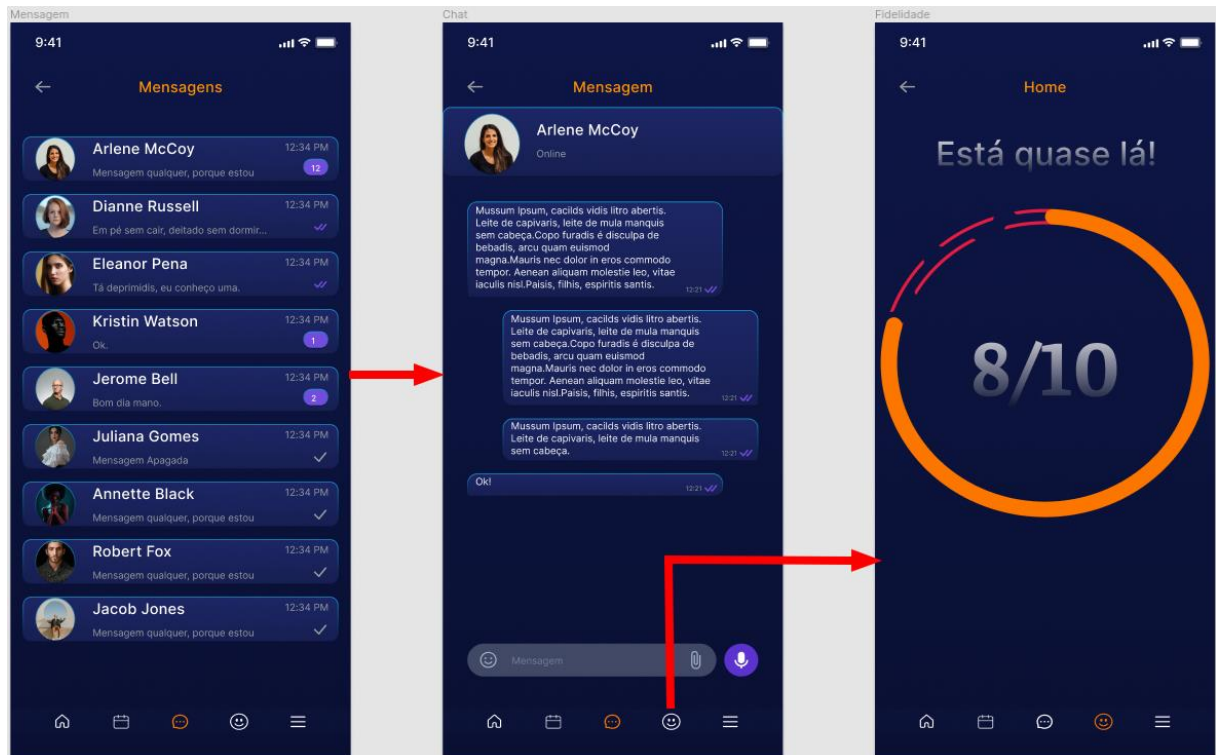 Mensagem
9:41
Mensagens
Arlene McCoy
12:34 PM
Mensagem qualquer, porque estou
12
Dianne Russell
12:34 PM
Em pé sem cair, deitado sem dormir...
Eleanor Pena
12:34 PM
Tá deprimidis, eu conheço uma.
Kristin Watson
12:34 PM
Ok.
1
Jerome Bell
12:34 PM
Bom dia mano.
2
Juliana Gomes
12:34 PM
Mensagem Apagada
Annette Black
12:34 PM
Mensagem qualquer, porque estou
Robert Fox
12:34 PM
Mensagem qualquer, porque estou
Jacob Jones
12:34 PM
Mensagem qualquer, porque estou
Chat
9:41
Mensagem
Arlene McCoy
Online
Mussum Ipsum, cacilds vidis litro abertis.
Leite de capivaris, leite de mula manquis
sem cabeça.Copo furadis é disculpa de
bebadis, arcu quam euismod
magna.Mauris nec dolor in eros commodo
tempor. Aenean aliquam molestie leo, vitae
iaculis nisl.Paisis, filhis, espiritis santis.
12:21
Mussum Ipsum, cacilds vidis litro abertis.
Leite de capivaris, leite de mula manquis
sem cabeça.Copo furadis é disculpa de
bebadis, arcu quam euismod
magna.Mauris nec dolor in eros commodo
tempor. Aenean aliquam molestie leo, vitae
iaculis nisl.Paisis, filhis, espiritis santis.
12:21
Mussum Ipsum, cacilds vidis litro abertis.
Leite de capivaris, leite de mula manquis
sem cabeça.
12:21
Ok!
12:21
Mensagem
Fidelidade
9:41
Home
Está quase lá!
8/10